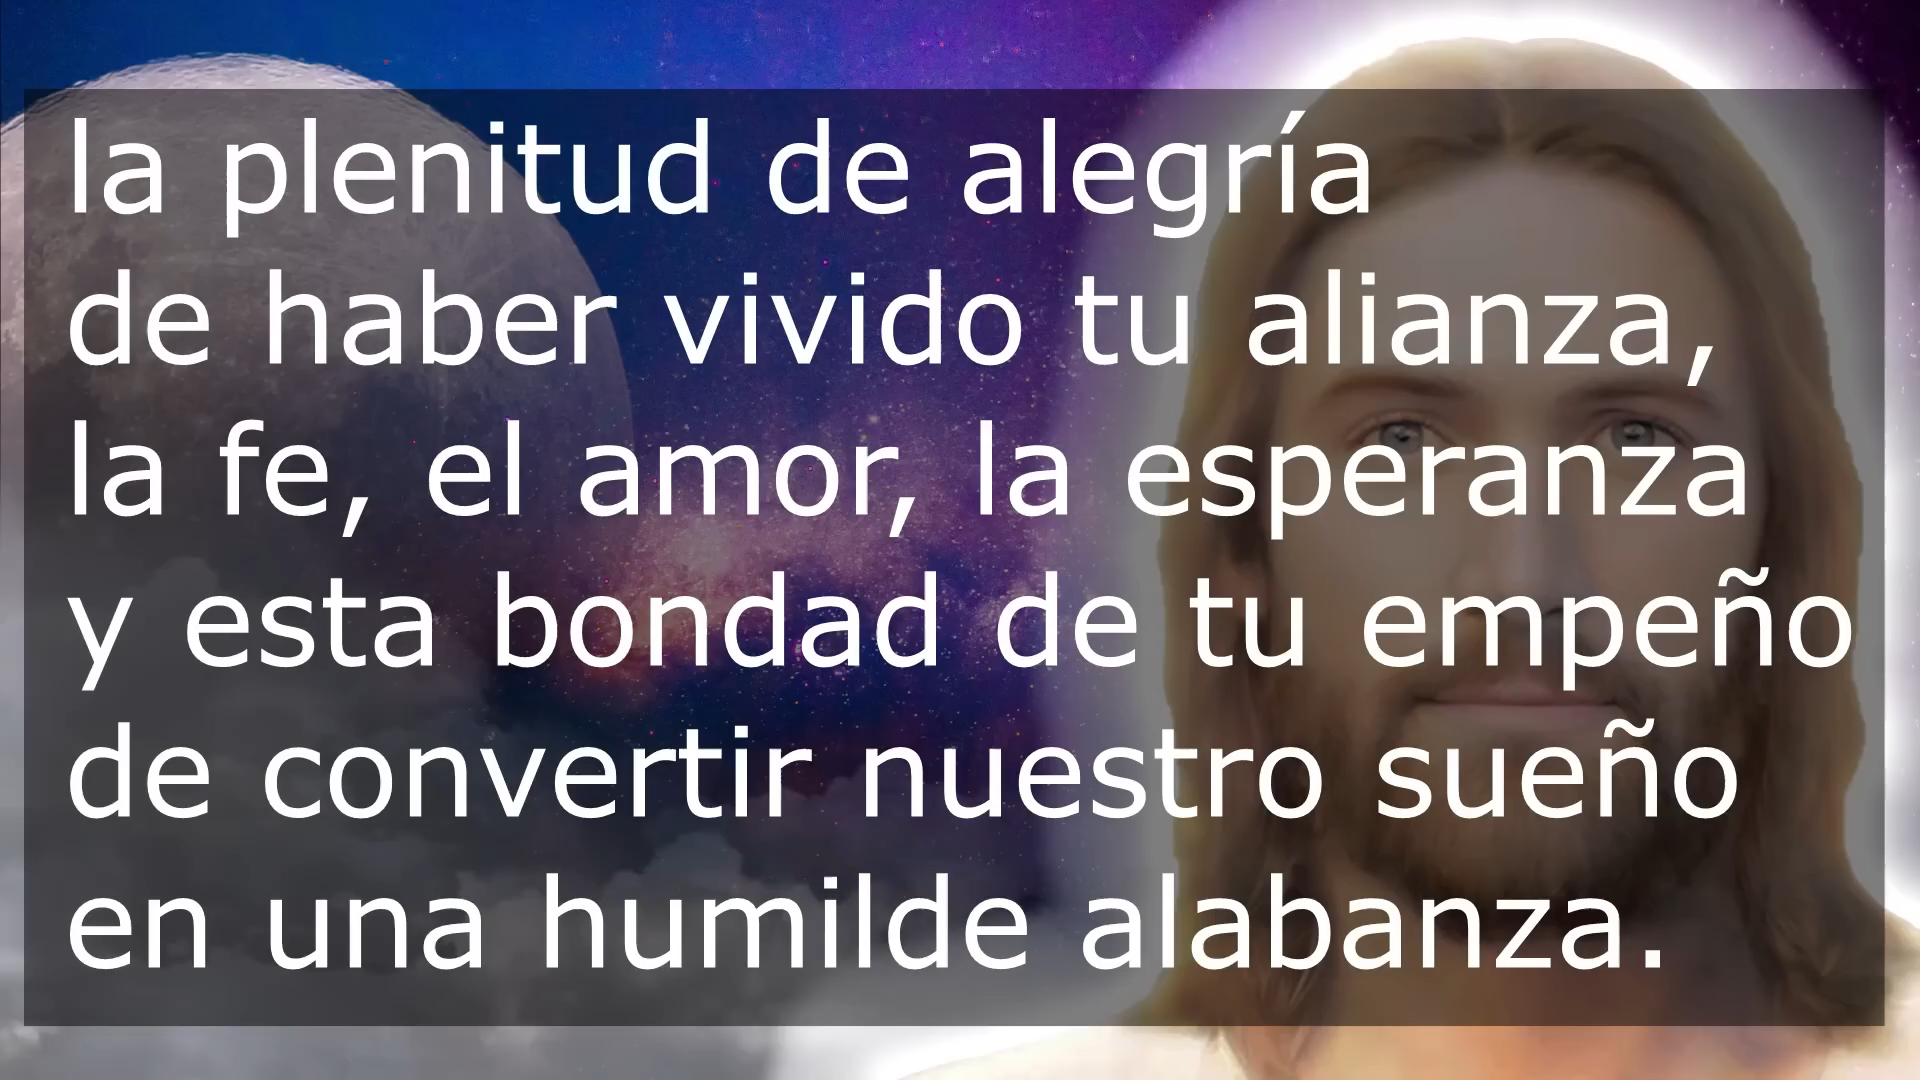 la plenitud de alegría
de haber vivido tu alianza,
la fe, el amor, la esperanza
y esta bondad de tu empeño
de convertir nuestro sueño
en una humilde alabanza.